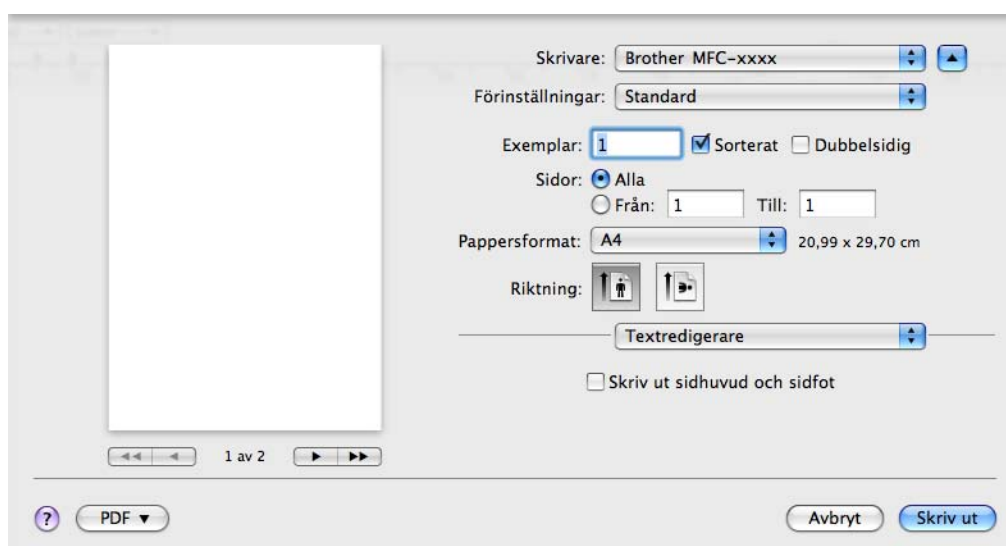 Skrivare: Brother MFC-xxxx
Förinställningar: Standard
Exemplar: 1 Sorterat Dubbelsidig
Sidor: Alla
Från: 1 Till: 1
Pappersformat: A4 20,99 x 29,70 cm
Riktning:
Textredigerare
Skriv ut sidhuvud och sidfot
1 av 2
? PDF ▼ Avbryt Skriv ut